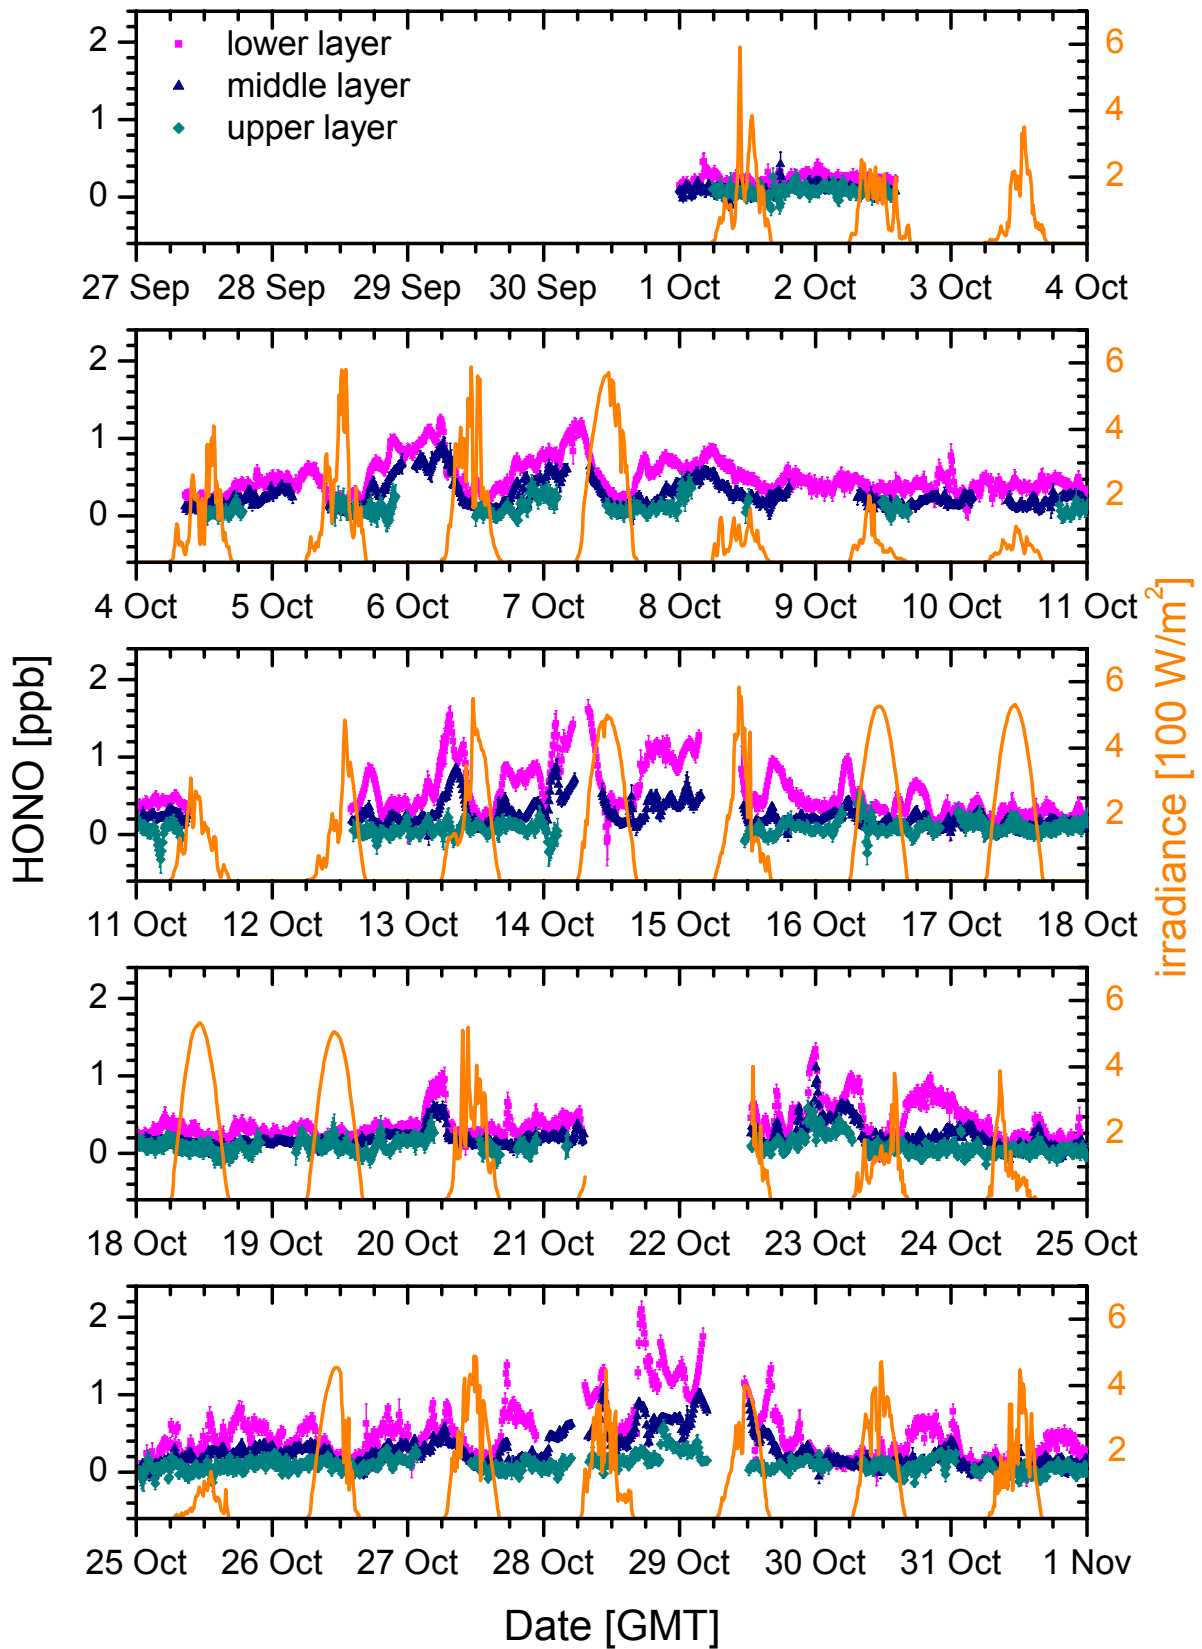 lower layer
middle layer
upper layer
2
1
0
6
4
2
27 Sep 28 Sep 29 Sep 30 Sep 1 Oct 2 Oct 3 Oct 4 Oct
2
1
0
6
4
2
4 Oct 5 Oct 6 Oct 7 Oct 8 Oct 9 Oct 10 Oct 11 Oct
HONO [ppb]
irradiance [100 W/m²]
2
1
0
6
4
2
11 Oct 12 Oct 13 Oct 14 Oct 15 Oct 16 Oct 17 Oct 18 Oct
2
1
0
6
4
2
18 Oct 19 Oct 20 Oct 21 Oct 22 Oct 23 Oct 24 Oct 25 Oct
2
1
0
6
4
2
25 Oct 26 Oct 27 Oct 28 Oct 29 Oct 30 Oct 31 Oct 1 Nov
Date [GMT]